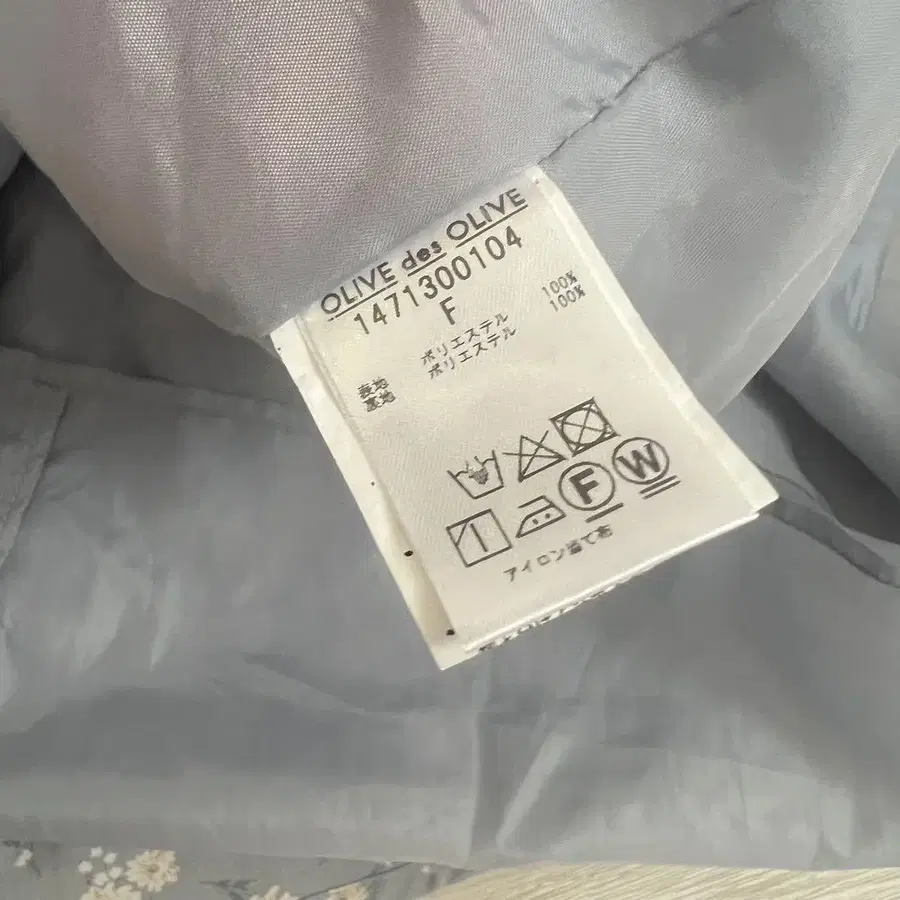 OLIVE des OLIVE
1471300104
F
表地 ポリエステル 100%
裏地 ポリエステル 100%
F W
アイロン当て布